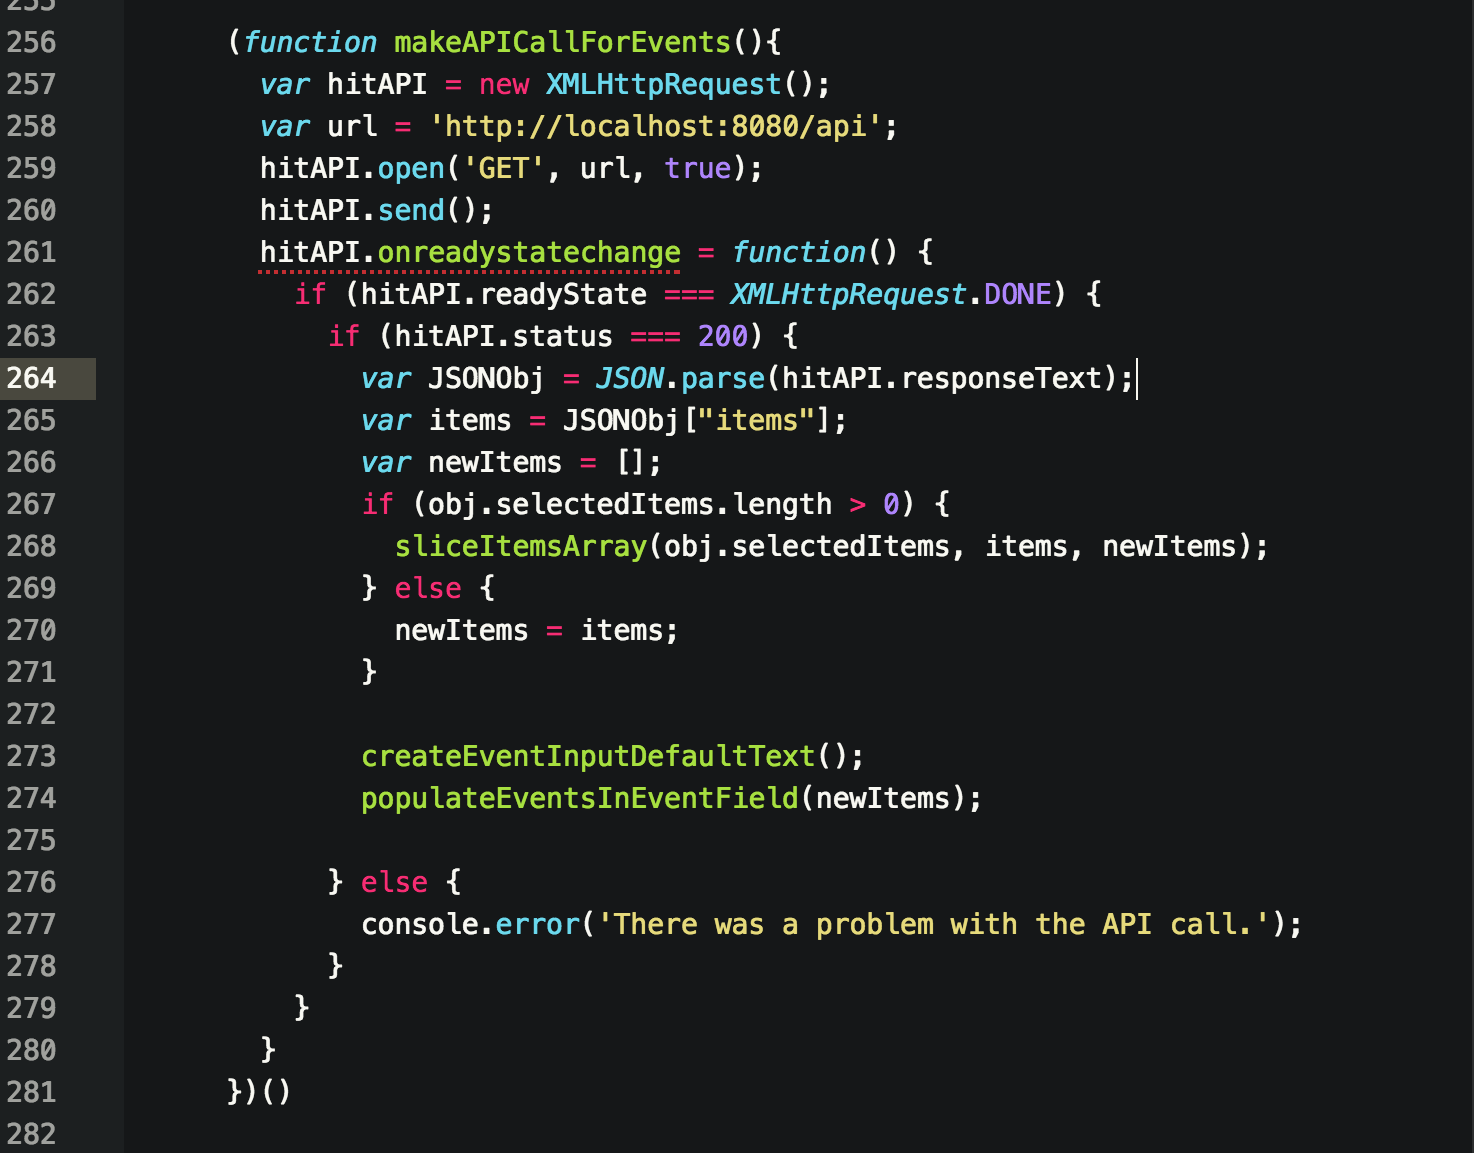 255
256 (function makeAPICallForEvents(){
257 var hitAPI = new XMLHttpRequest();
258 var url = 'http://localhost:8080/api';
259 hitAPI.open('GET', url, true);
260 hitAPI.send();
261 hitAPI.onreadystatechange = function() {
262 if (hitAPI.readyState === XMLHttpRequest.DONE) {
263 if (hitAPI.status === 200) {
264 var JSONObj = JSON.parse(hitAPI.responseText);
265 var items = JSONObj["items"];
266 var newItems = [];
267 if (obj.selectedItems.length > 0) {
268 sliceItemsArray(obj.selectedItems, items, newItems);
269 } else {
270 newItems = items;
271 }
272
273 createEventInputDefaultText();
274 populateEventsInEventField(newItems);
275
276 } else {
277 console.error('There was a problem with the API call.');
278 }
279 }
280 }
281 })()
282